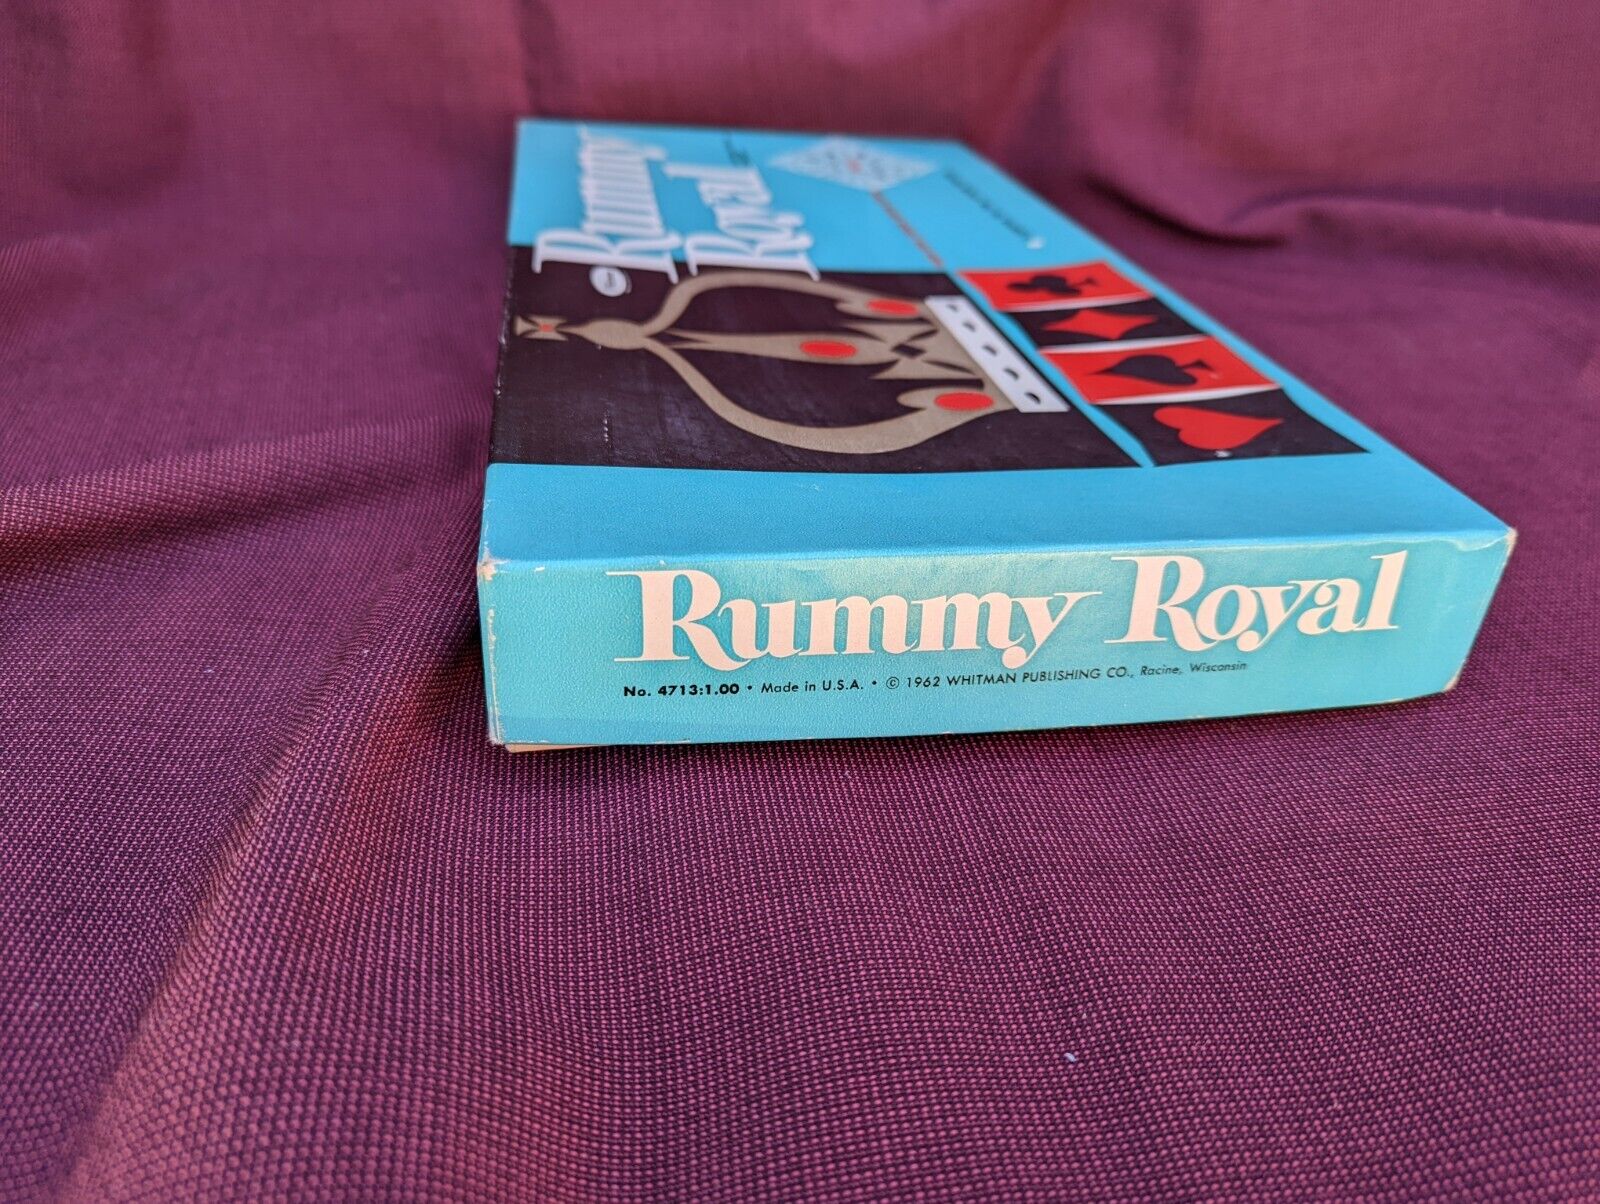 Rummy
Royal
Rummy Royal
No. 4713:1.00 • Made in U.S.A. • © 1962 WHITMAN PUBLISHING CO., Racine, Wisconsin